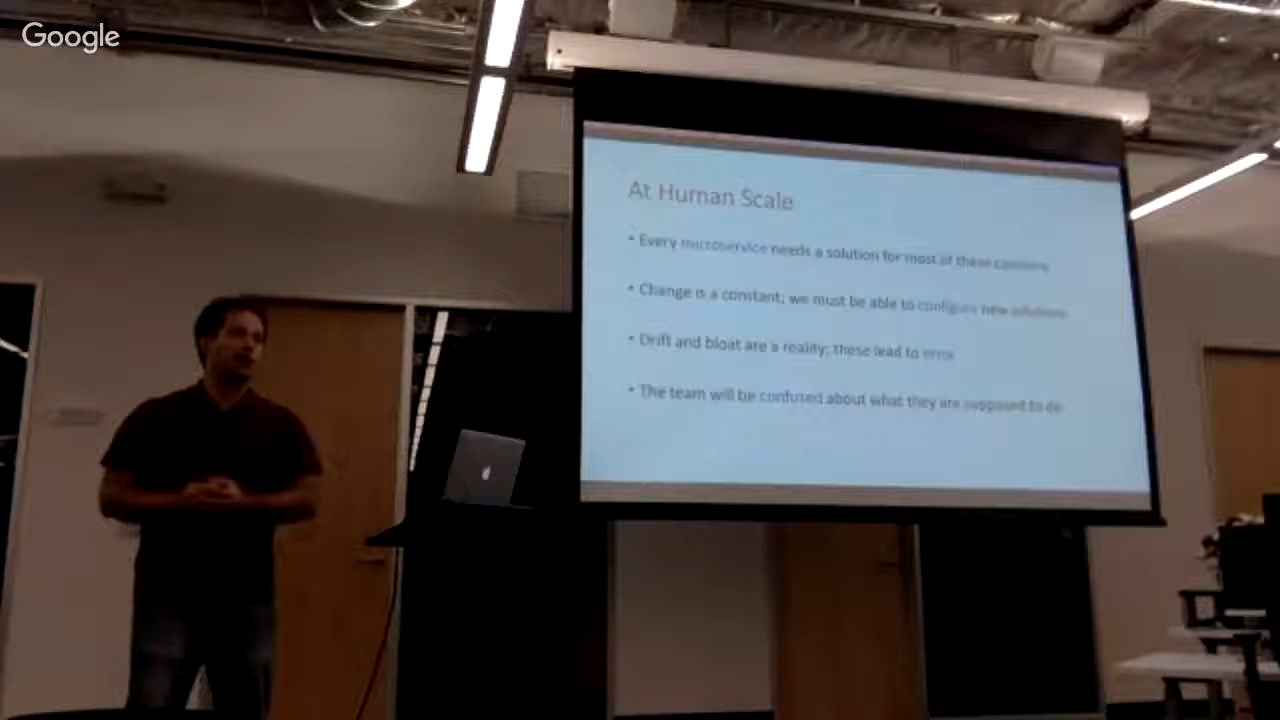 Google
At Human Scale
• Every microservice needs a solution for most of these concerns
• Change is a constant; we must be able to configure new solutions
• Drift and bloat are a reality; these lead to error
• The team will be confused about what they are supposed to do